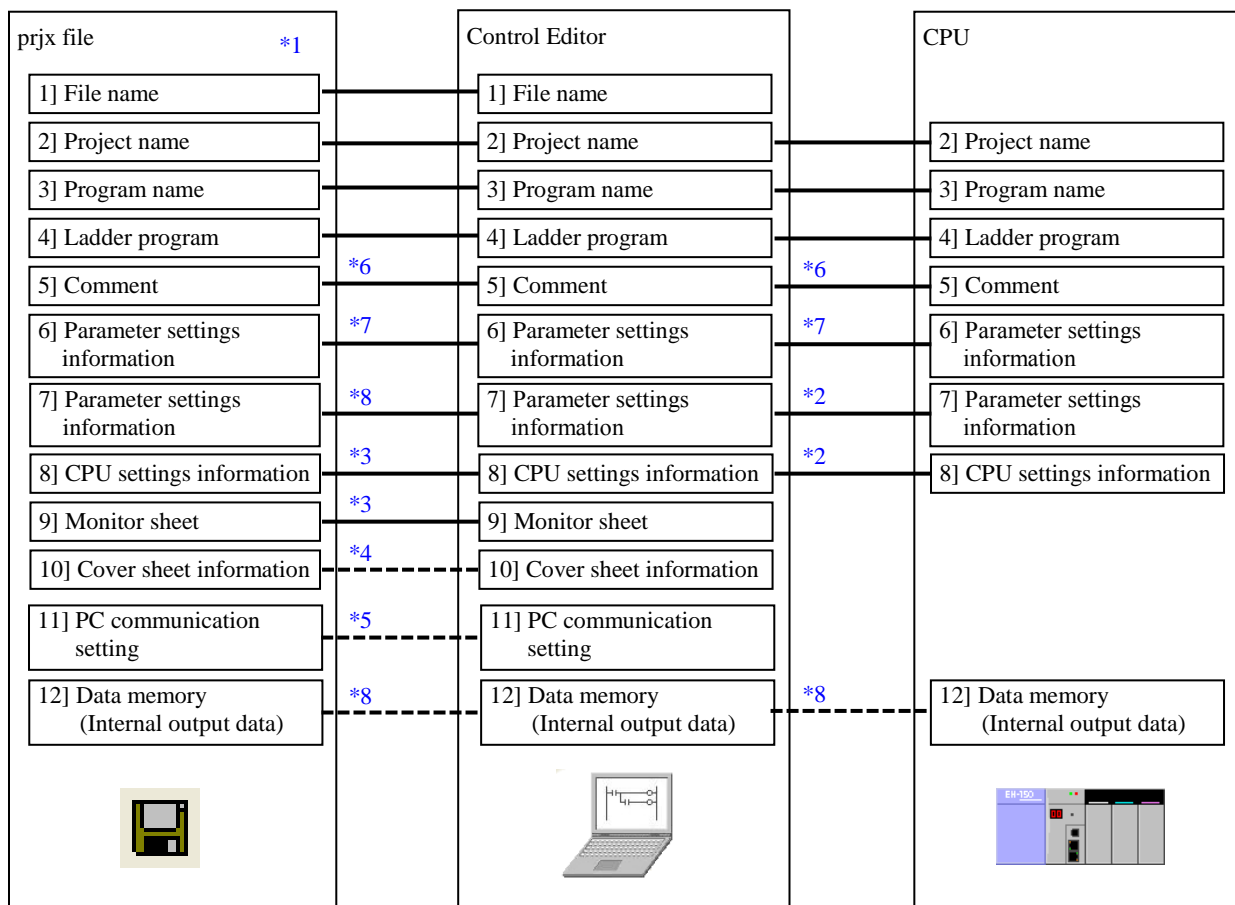 prjx file
*1
1] File name
2] Project name
3] Program name
4] Ladder program
5] Comment
6] Parameter settings
information
7] Parameter settings
information
8] CPU settings information
9] Monitor sheet
10] Cover sheet information
11] PC communication
setting
12] Data memory
(Internal output data)
*6
*7
*8
*3
*3
*4
*5
*8
Control Editor
1] File name
2] Project name
3] Program name
4] Ladder program
5] Comment
6] Parameter settings
information
7] Parameter settings
information
8] CPU settings information
9] Monitor sheet
10] Cover sheet information
11] PC communication
setting
12] Data memory
(Internal output data)
*6
*7
*2
*2
*8
CPU
2] Project name
3] Program name
4] Ladder program
5] Comment
6] Parameter settings
information
7] Parameter settings
information
8] CPU settings information
12] Data memory
(Internal output data)
EH-150